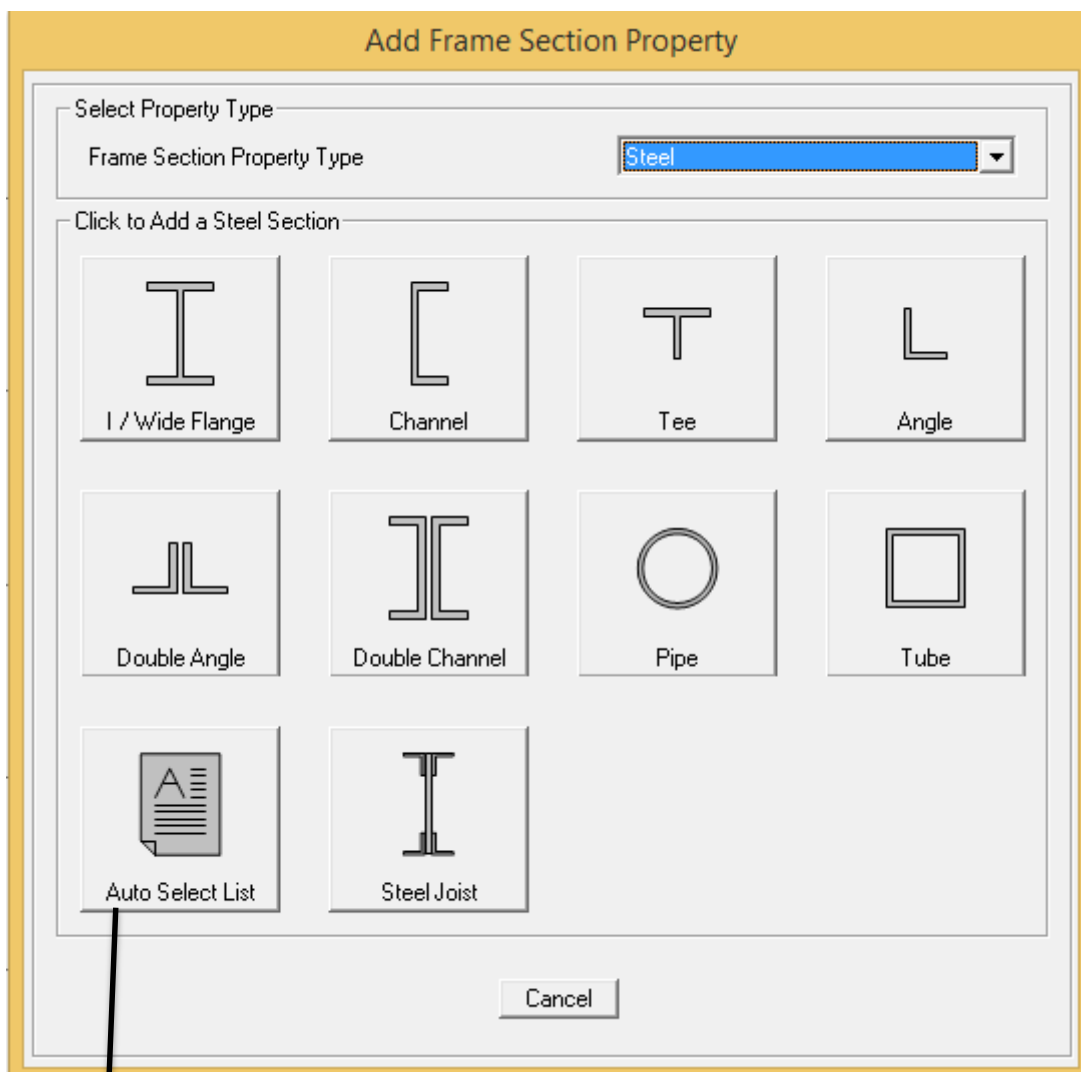 Add Frame Section Property
Select Property Type
Frame Section Property Type
Steel
Click to Add a Steel Section
I / Wide Flange
Channel
Tee
Angle
Double Angle
Double Channel
Pipe
Tube
A
Auto Select List
Steel Joist
Cancel